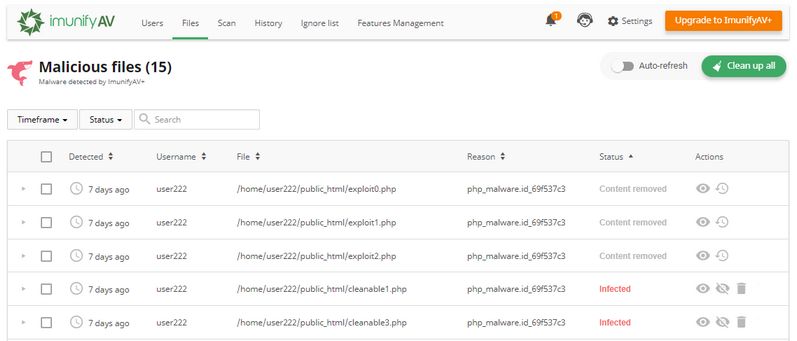 imunify AV
Users Files Scan History Ignore list Features Management 1 Settings Upgrade to ImunifyAV+
Malicious files (15)
Malware detected by ImunifyAV+
Auto-refresh Clean up all
Timeframe Status Search
Detected Username File Reason Status Actions
7 days ago user222 /home/user222/public_html/exploit0.php php_malware.id_69f537c3 Content removed
7 days ago user222 /home/user222/public_html/exploit1.php php_malware.id_69f537c3 Content removed
7 days ago user222 /home/user222/public_html/exploit2.php php_malware.id_69f537c3 Content removed
7 days ago user222 /home/user222/public_html/cleanable1.php php_malware.id_69f537c3 Infected
7 days ago user222 /home/user222/public_html/cleanable3.php php_malware.id_69f537c3 Infected